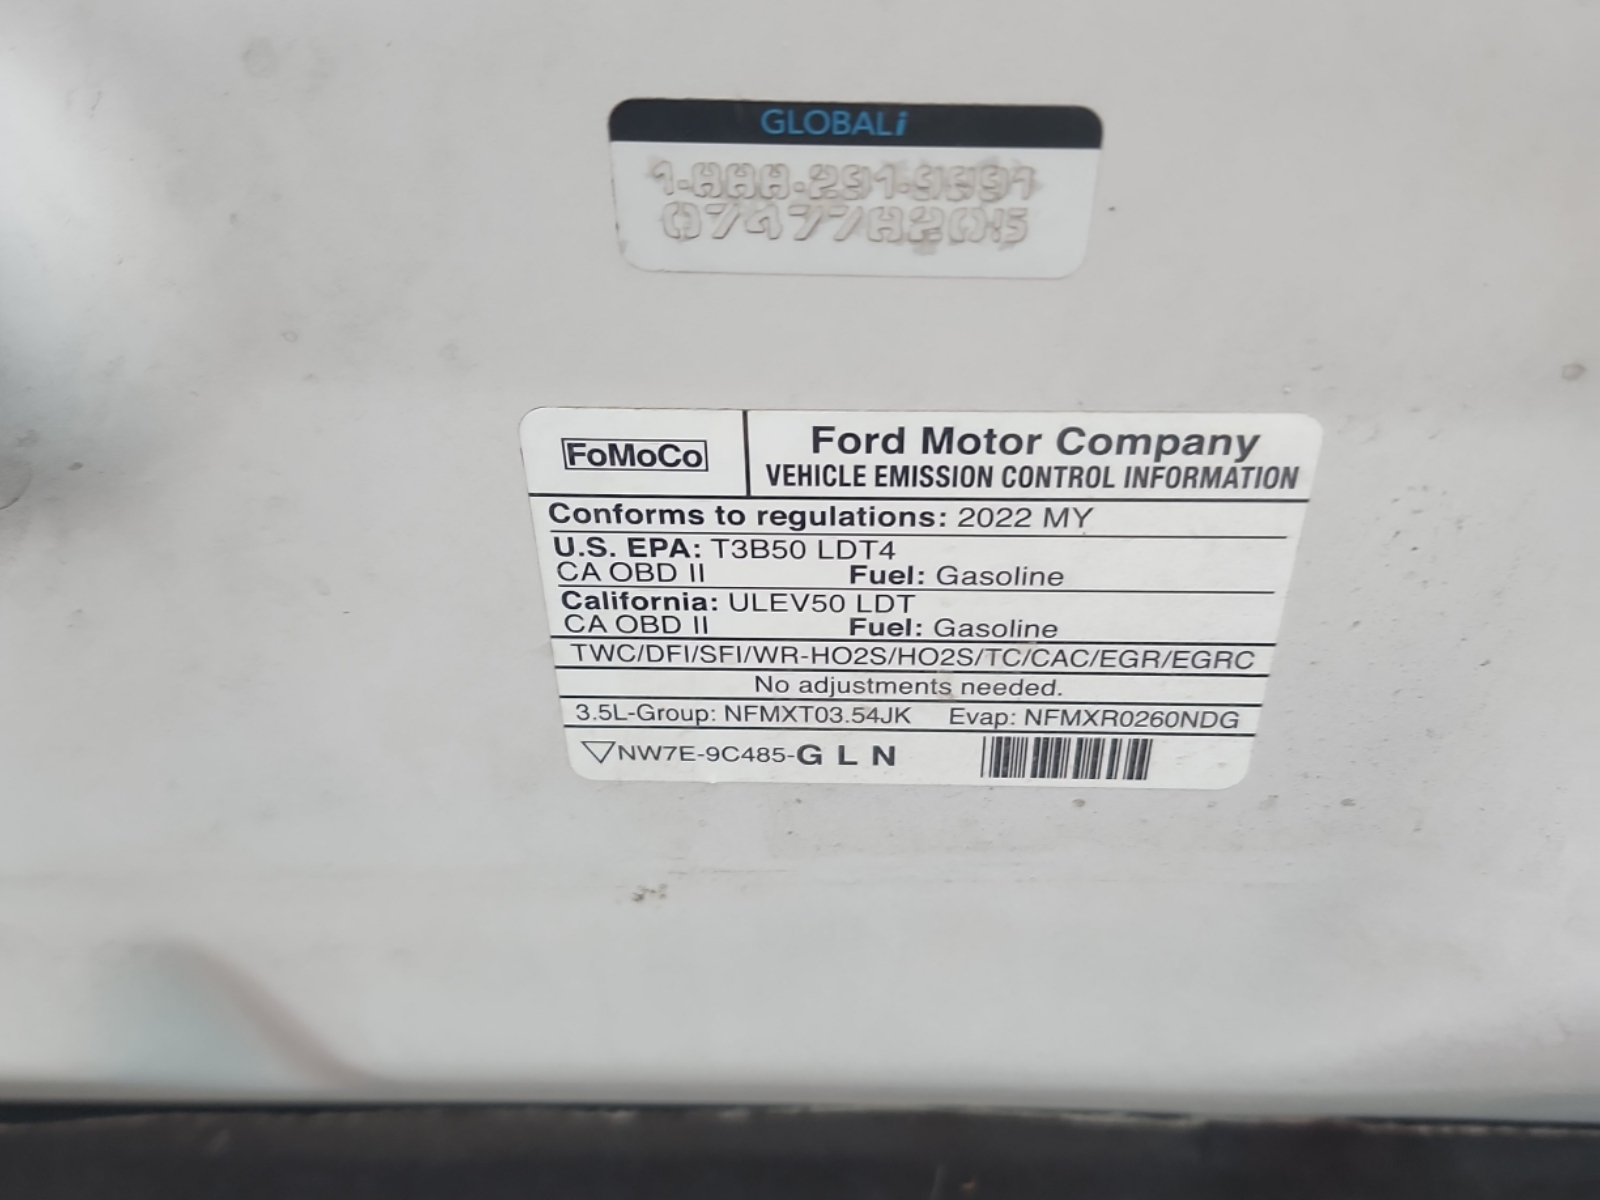 GLOBALi
FoMoCo
Ford Motor Company
VEHICLE EMISSION CONTROL INFORMATION
Conforms to regulations: 2022 MY
U.S. EPA: T3B50 LDT4
CA OBD II Fuel: Gasoline
California: ULEV50 LDT
CA OBD II Fuel: Gasoline
TWC/DFI/SFI/WR-HO2S/HO2S/TC/CAC/EGR/EGRC
No adjustments needed.
3.5L-Group: NFMXT03.54JK Evap: NFMXR0260NDG
NW7E-9C485-G L N